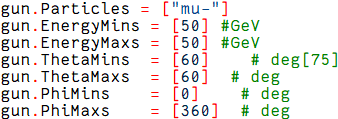 gun.Particles = ["mu-"]
gun.EnergyMins = [50] #GeV
gun.EnergyMaxs = [50] #GeV
gun.ThetaMins = [60] # deg[75]
gun.ThetaMaxs = [60] # deg
gun.PhiMins = [0] # deg
gun.PhiMaxs = [360] # deg